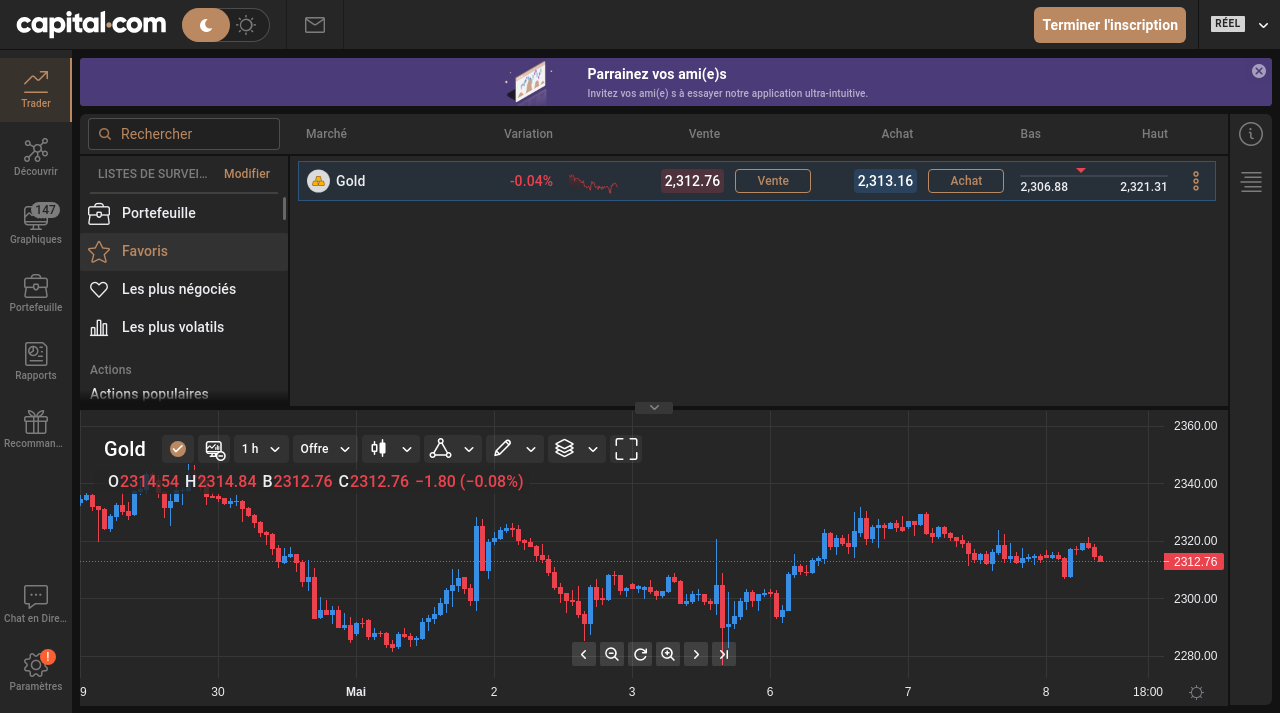 capital.com
Terminer l'inscription
RÉEL
Trader
Découvrir
147
Graphiques
Portefeuille
Rapports
Recomman...
Chat en Dire...
!
Paramètres
Parrainez vos ami(e)s
Invitez vos ami(e) s à essayer notre application ultra-intuitive.
Rechercher
LISTES DE SURVEI... Modifier
Portefeuille
Favoris
Les plus négociés
Les plus volatils
Actions
Actions populaires
Marché Variation Vente Achat Bas Haut
Gold -0.04% 2,312.76 Vente 2,313.16 Achat 2,306.88 2,321.31
Gold 1 h Offre
O2314.54 H2314.84 B2312.76 C2312.76 −1.80 (−0.08%)
2360.00
2340.00
2320.00
2312.76
2300.00
2280.00
9 30 Mai 2 3 6 7 8 18:00